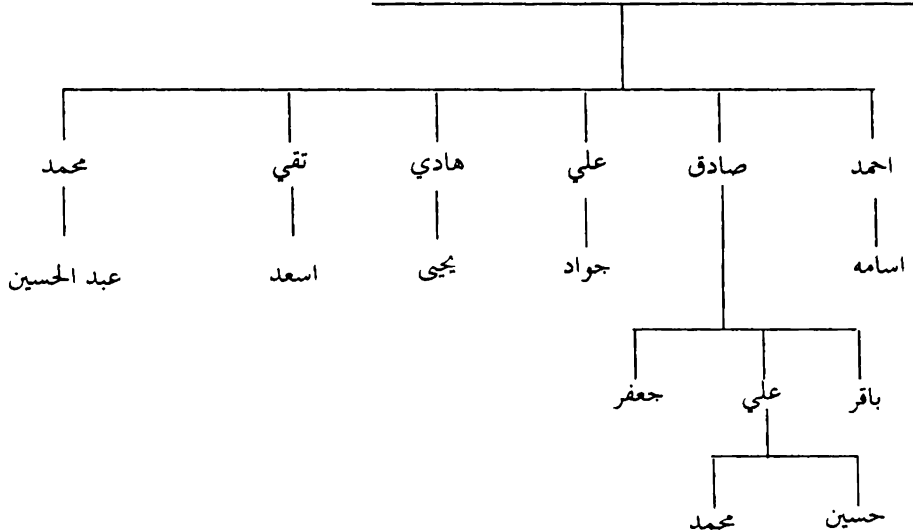 احمد صادق علي هادي تقي محمد
اسامه جواد يحيى اسعد عبد الحسين
باقر علي جعفر
حسين محمد